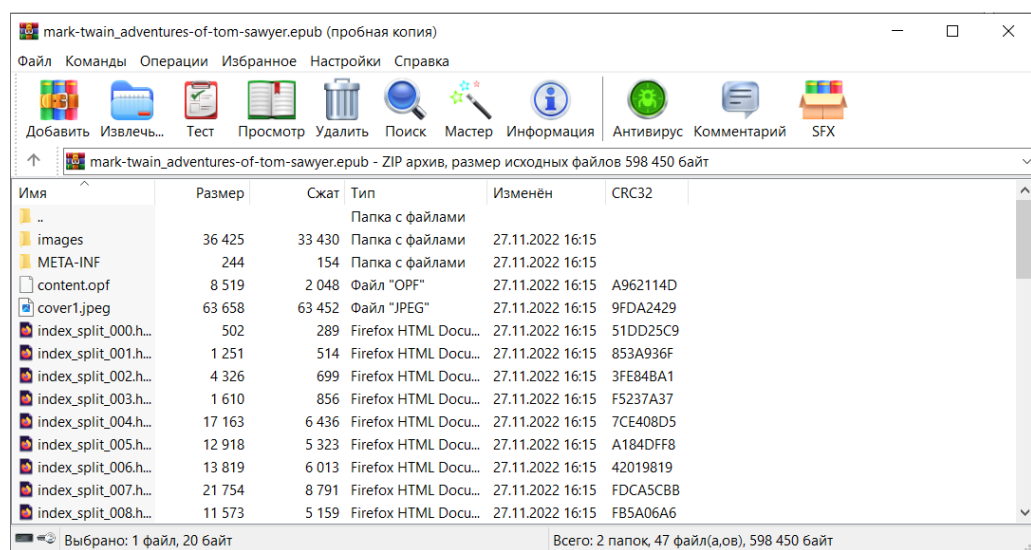 mark-twain_adventures-of-tom-sawyer.epub (пробная копия)
Файл Команды Операции Избранное Настройки Справка
Добавить Извлечь... Тест Просмотр Удалить Поиск Мастер Информация Антивирус Комментарий SFX
mark-twain_adventures-of-tom-sawyer.epub - ZIP архив, размер исходных файлов 598 450 байт
Имя Размер Сжат Тип Изменён CRC32
.. Папка с файлами
images 36 425 33 430 Папка с файлами 27.11.2022 16:15
META-INF 244 154 Папка с файлами 27.11.2022 16:15
content.opf 8 519 2 048 Файл "OPF" 27.11.2022 16:15 A962114D
cover1.jpeg 63 658 63 452 Файл "JPEG" 27.11.2022 16:15 9FDA2429
index_split_000.h... 502 289 Firefox HTML Docu... 27.11.2022 16:15 51DD25C9
index_split_001.h... 1 251 514 Firefox HTML Docu... 27.11.2022 16:15 853A936F
index_split_002.h... 4 326 699 Firefox HTML Docu... 27.11.2022 16:15 3FE84BA1
index_split_003.h... 1 610 856 Firefox HTML Docu... 27.11.2022 16:15 F5237A37
index_split_004.h... 17 163 6 436 Firefox HTML Docu... 27.11.2022 16:15 7CE408D5
index_split_005.h... 12 918 5 323 Firefox HTML Docu... 27.11.2022 16:15 A184DFF8
index_split_006.h... 13 819 6 013 Firefox HTML Docu... 27.11.2022 16:15 42019819
index_split_007.h... 21 754 8 791 Firefox HTML Docu... 27.11.2022 16:15 FDCA5CBB
index_split_008.h... 11 573 5 159 Firefox HTML Docu... 27.11.2022 16:15 FB5A06A6
Выбрано: 1 файл, 20 байт Всего: 2 папок, 47 файл(а,ов), 598 450 байт